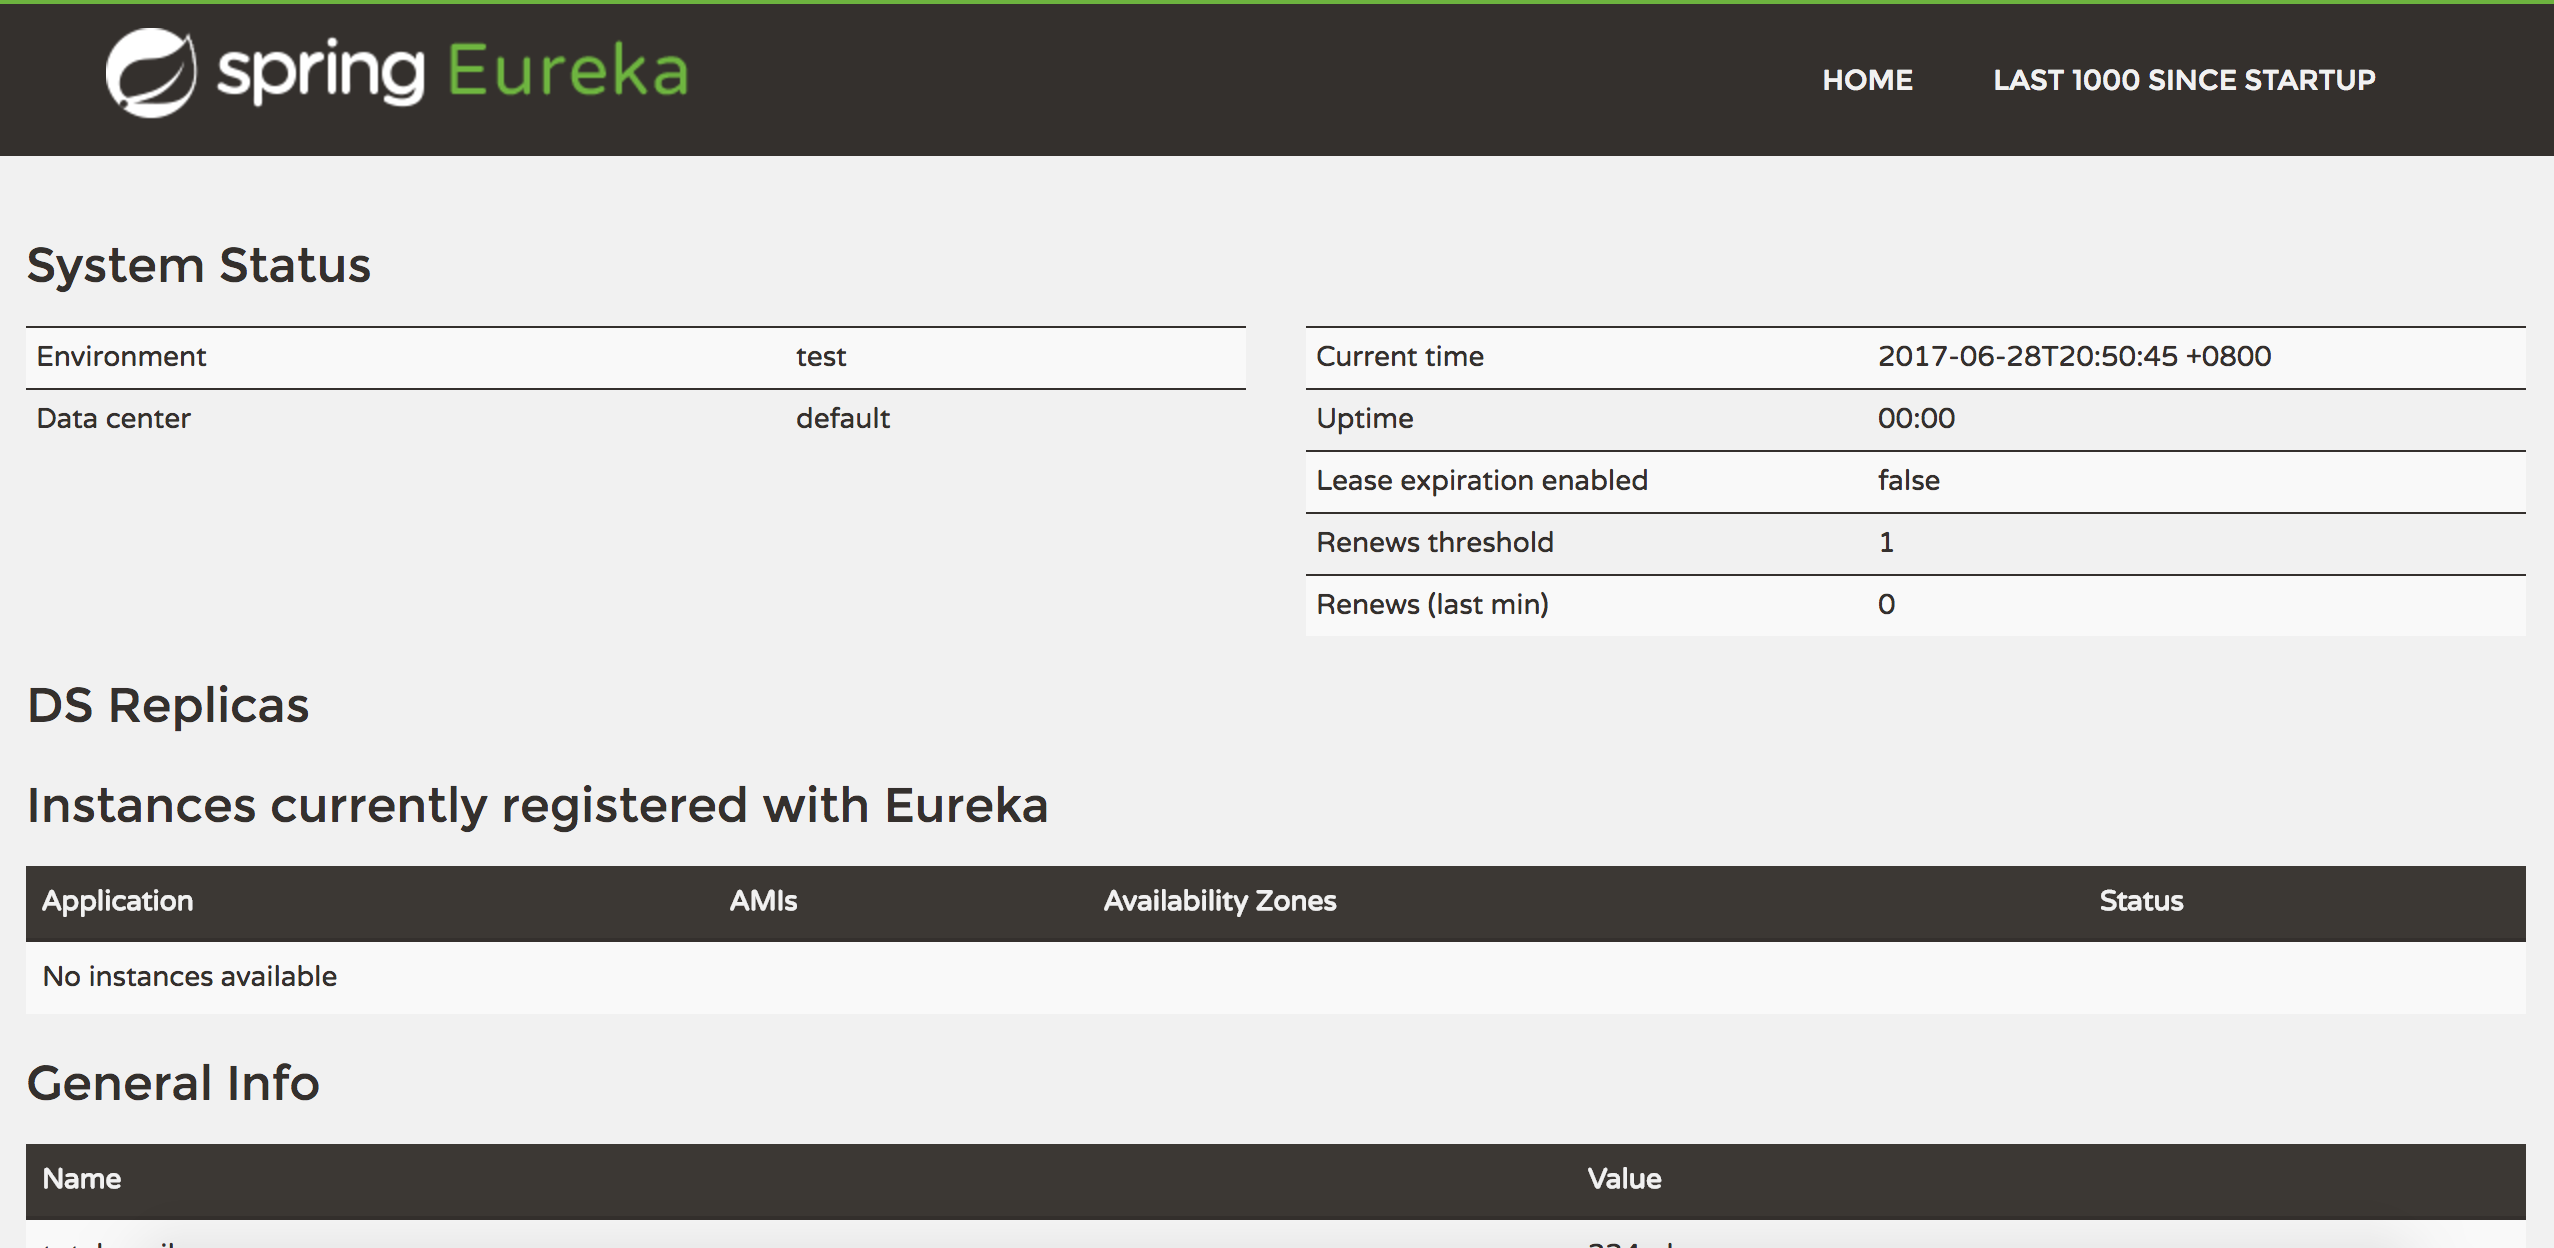 spring Eureka
HOME LAST 1000 SINCE STARTUP
System Status
Environment test
Data center default
Current time 2017-06-28T20:50:45 +0800
Uptime 00:00
Lease expiration enabled false
Renews threshold 1
Renews (last min) 0
DS Replicas
Instances currently registered with Eureka
Application AMIs Availability Zones Status
No instances available
General Info
Name Value